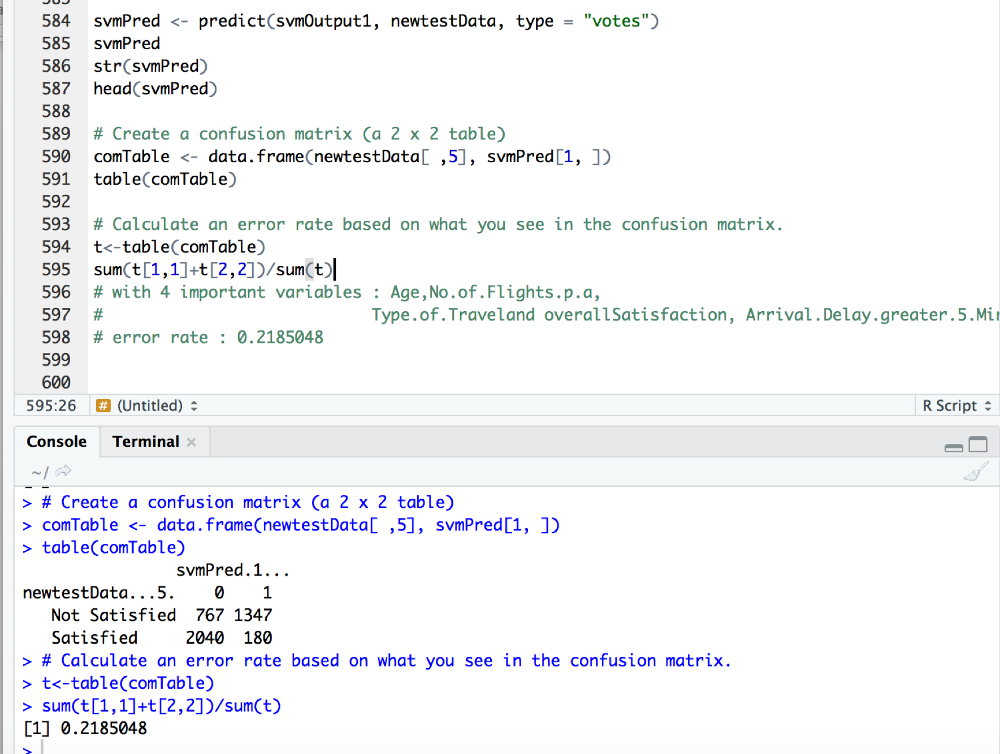 584 svmPred <- predict(svmOutput1, newtestData, type = "votes")
585 svmPred
586 str(svmPred)
587 head(svmPred)
588
589 # Create a confusion matrix (a 2 x 2 table)
590 comTable <- data.frame(newtestData[ ,5], svmPred[1, ])
591 table(comTable)
592
593 # Calculate an error rate based on what you see in the confusion matrix.
594 t<-table(comTable)
595 sum(t[1,1]+t[2,2])/sum(t)
596 # with 4 important variables : Age,No.of.Flights.p.a,
597 # Type.of.Traveland overallSatisfaction, Arrival.Delay.greater.5.Min
598 # error rate : 0.2185048
599
600
595:26 # (Untitled) R Script
Console Terminal
~/
> # Create a confusion matrix (a 2 x 2 table)
> comTable <- data.frame(newtestData[ ,5], svmPred[1, ])
> table(comTable)
svmPred.1...
newtestData...5. 0 1
Not Satisfied 767 1347
Satisfied 2040 180
> # Calculate an error rate based on what you see in the confusion matrix.
> t<-table(comTable)
> sum(t[1,1]+t[2,2])/sum(t)
[1] 0.2185048
>